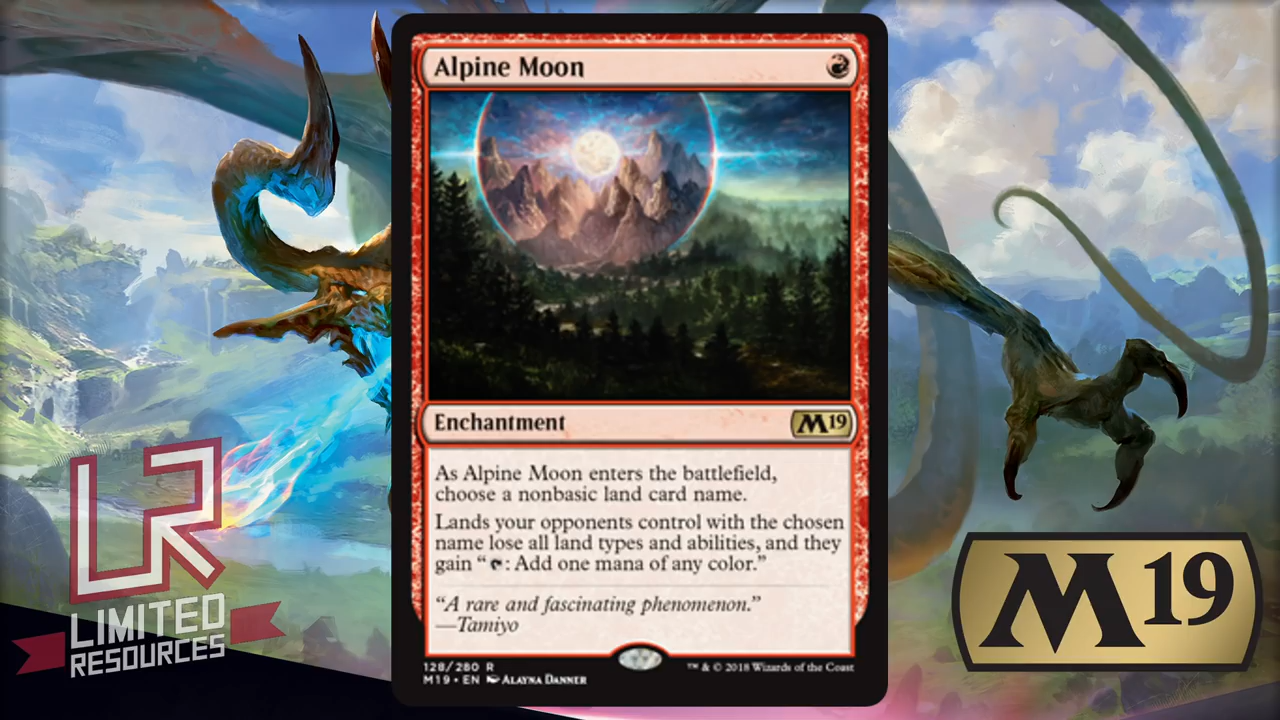 Alpine Moon
Enchantment
M19
As Alpine Moon enters the battlefield,
choose a nonbasic land card name.
Lands your opponents control with the chosen
name lose all land types and abilities, and they
gain “: Add one mana of any color.”
“A rare and fascinating phenomenon.”
—Tamiyo
128/280 R
M19 • EN Alayna Danner
™ & © 2018 Wizards of the Coast
LR
LIMITED
RESOURCES
M19